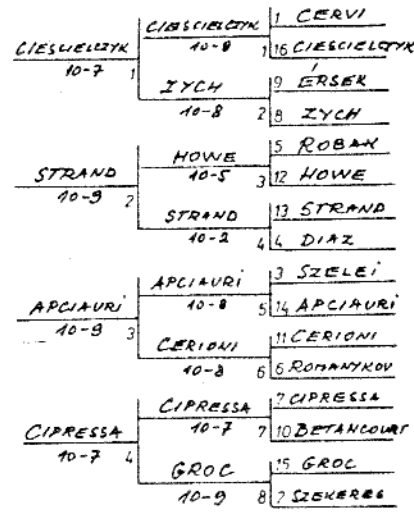 1 CERVI
CIESCIELCZYK
10-9 1 16 CIESCIELCZYK
CIESCIELCZYK
10-7 1
9 ÉRSEK
ZYCH
10-8 2 8 ZYCH
5 ROBAK
HOWE
10-5 3 12 HOWE
STRAND
10-9 2
13 STRAND
STRAND
10-2 4 4 DIAZ
3 SZELEI
APCIAURI
10-8 5 14 APCIAURI
APCIAURI
10-9 3
11 CERIONI
CERIONI
10-8 6 6 ROMANYKOV
7 CIPRESSA
CIPRESSA
10-7 7 10 BETANCOURT
CIPRESSA
10-7 4
15 GROC
GROC
10-9 8 2 SZEKERES